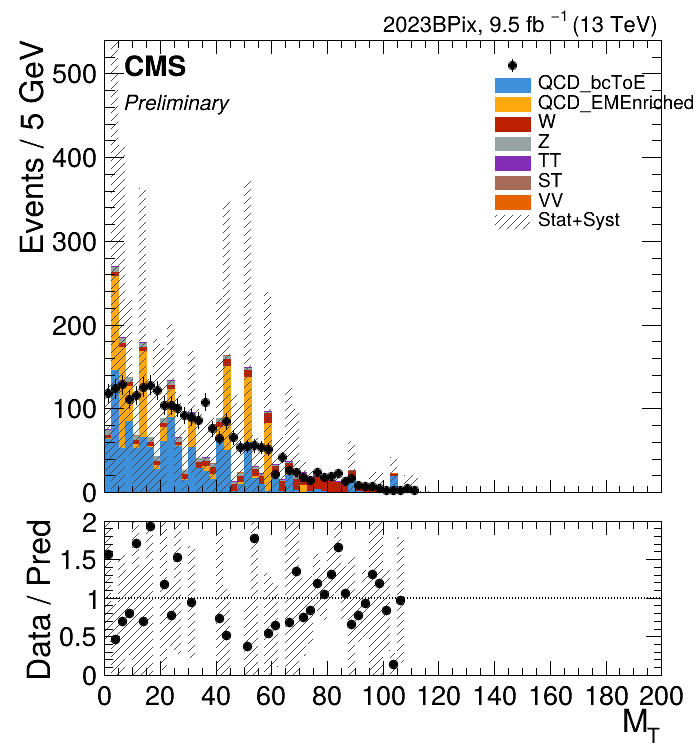 2023BPix, 9.5 fb⁻¹ (13 TeV)
CMS
Preliminary
QCD_bcToE
QCD_EMEnriched
W
Z
TT
ST
VV
Stat+Syst
Events / 5 GeV
500
400
300
200
100
0
Data / Pred
2
1.5
1
0.5
0
0 20 40 60 80 100 120 140 160 180 200
M_T